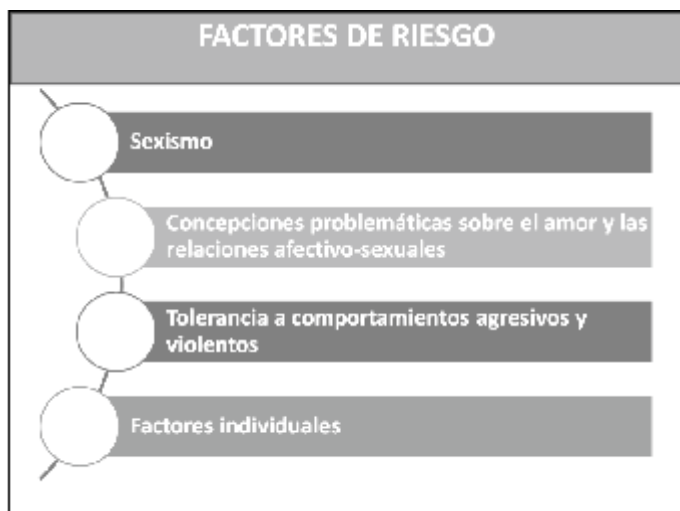 FACTORES DE RIESGO
Sexismo
Concepciones problemáticas sobre el amor y las
relaciones afectivo-sexuales
Tolerancia a comportamientos agresivos y
violentos
Factores individuales